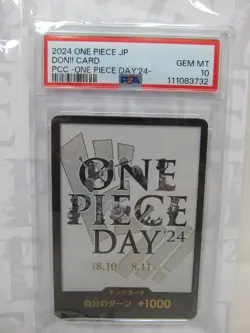 2024 ONE PIECE JP
DON!! CARD GEM MT
PCC -ONE PIECE DAY'24- 10
PSA 111083732
ONE
PIECE
DAY'24
8.10 8.11
ドン!!カード
自分のターン +1000